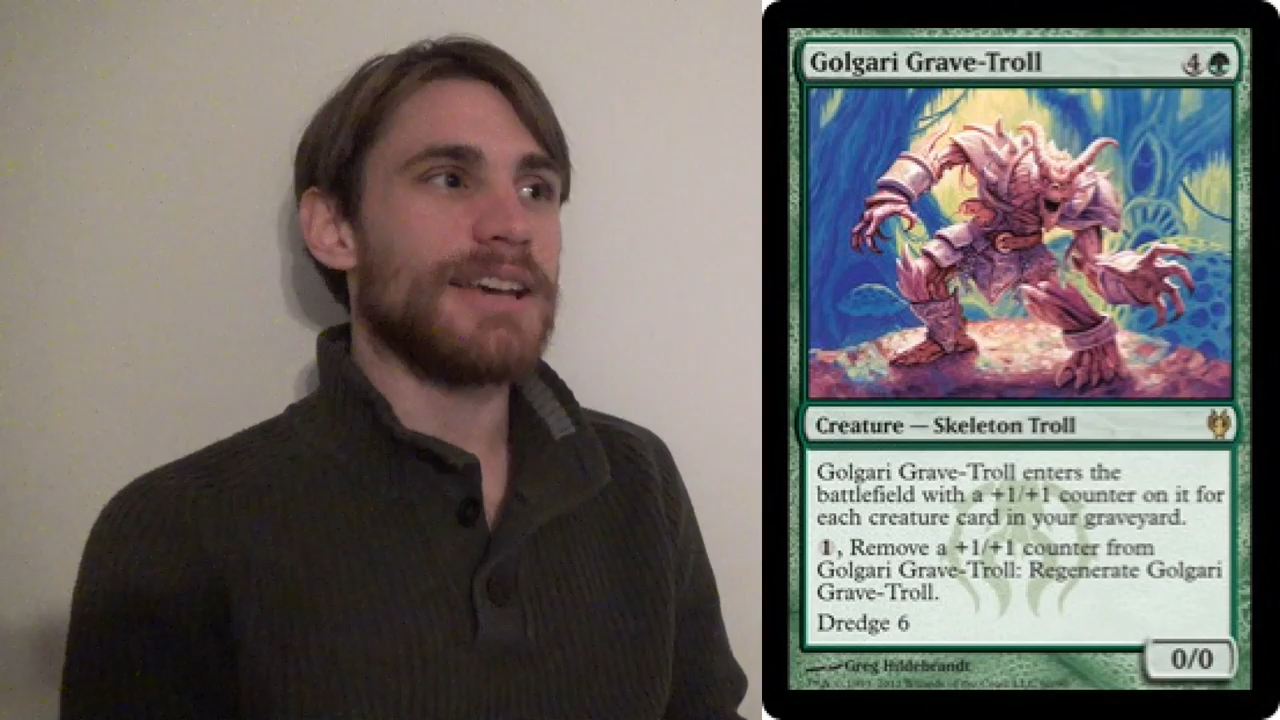 Golgari Grave-Troll 4
Creature — Skeleton Troll
Golgari Grave-Troll enters the
battlefield with a +1/+1 counter on it for
each creature card in your graveyard.
1, Remove a +1/+1 counter from
Golgari Grave-Troll: Regenerate Golgari
Grave-Troll.
Dredge 6
0/0
Greg Hildebrandt